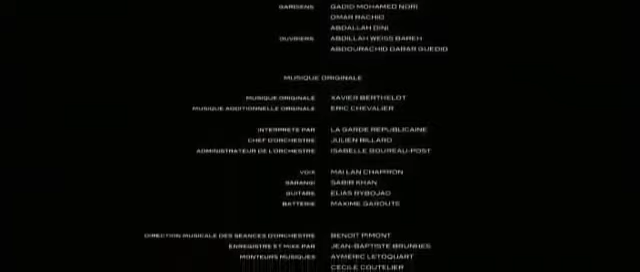 GARDIENS GADID MOHAMED NORI
OMAR RACHID
ABDALLAH DINI
OUVRIERS ABDILLAH WEISS BAREH
ABDOURACHID DARAR GUEDID
MUSIQUE ORIGINALE
MUSIQUE ORIGINALE XAVIER BERTHELOT
MUSIQUE ADDITIONNELLE ORIGINALE ERIC CHEVALIER
INTERPRÉTÉ PAR LA GARDE RÉPUBLICAINE
CHEF D'ORCHESTRE JULIEN BILLARD
ADMINISTRATEUR DE L'ORCHESTRE ISABELLE BOUREAU-POST
VOIX MAI LAN CHAPIRON
SARANGI SABIR KHAN
GUITARE ELIAS BYBOJAD
BATTERIE MAXIME GAROUTE
DIRECTION MUSICALE DES SÉANCES D'ORCHESTRE BENOIT PIMONT
ENREGISTRÉ ET MIXÉ PAR JEAN-BAPTISTE BRUNHES
MONTEURS MUSIQUES AYMERIC LETOQUART
CECILE COUTELIER